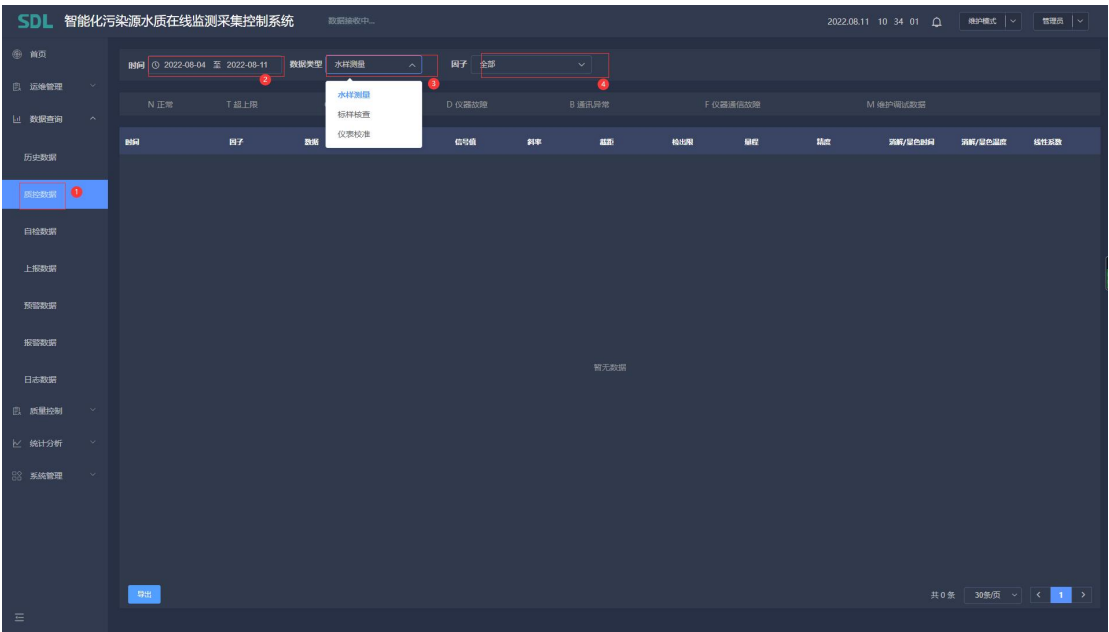 SDL 智能化污染源水质在线监测采集控制系统 数据接收中... 2022.08.11 10 34 01 维护模式 管理员
首页
时间 2022-08-04 至 2022-08-11 数据类型 水样测量 因子 全部
2 3 4
运维管理
水样测量
标样核查
仪表校准
N 正常 T 超上限 D 仪器故障 B 通讯异常 F 仪器通信故障 M 维护调试数据
数据查询
时间 因子 数据 信号值 斜率 截距 检出限 量程 精度 消解/显色时间 消解/显色温度 线性系数
历史数据
质控数据 1
自检数据
上报数据
预警数据
报警数据
暂无数据
日志数据
质量控制
统计分析
系统管理
导出 共 0 条 30条/页 1